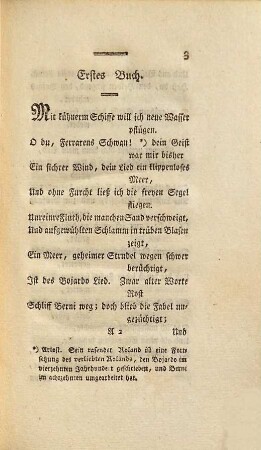 3
Erstes Buch.
Mit kühnerm Schiffe will ich neue Wasser
pflügen.
O du, Ferrarens Schwan! *) dein Geist
war mir bisher
Ein sichrer Wind, dein Lied ein klippenloses
Meer,
Und ohne Furcht ließ ich die freyen Segel
fliegen.
Unreine Fluth, die manchen Sand verschweigt,
Und aufgewühlten Schlamm in trüben Blasen
zeigt,
Ein Meer, geheimer Strudel wegen schwer
berüchtigt,
Ist des Bojardo Lied. Zwar alter Worte
Rost
Schliff Berni weg; doch blieb die Fabel un-
gezüchtigt;
A 2 Und
*) Ariost. Sein rasender Roland ist eine Fort-
setzung des verliebten Rolands, den Bojardo im
vierzehnten Jahrhundert geschrieben, und Berni
im achzehnten umgearbeitet hat.